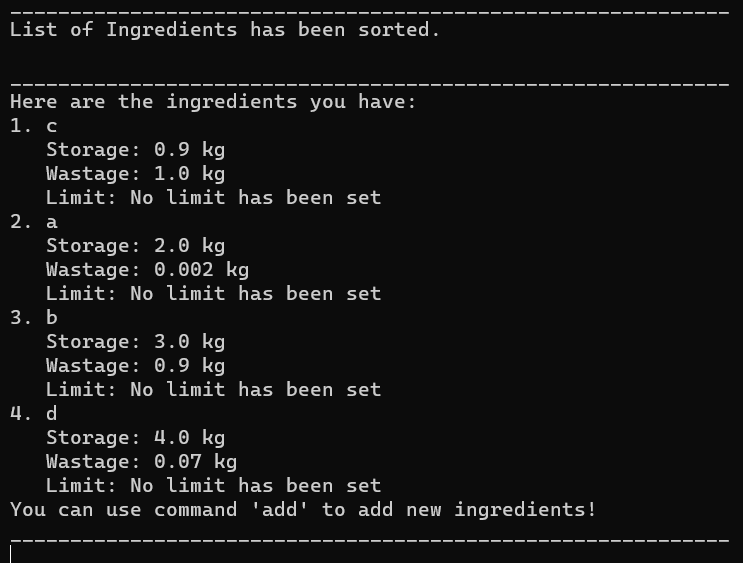 ____________________________________________________________
List of Ingredients has been sorted.
____________________________________________________________
Here are the ingredients you have:
1. c
   Storage: 0.9 kg
   Wastage: 1.0 kg
   Limit: No limit has been set
2. a
   Storage: 2.0 kg
   Wastage: 0.002 kg
   Limit: No limit has been set
3. b
   Storage: 3.0 kg
   Wastage: 0.9 kg
   Limit: No limit has been set
4. d
   Storage: 4.0 kg
   Wastage: 0.07 kg
   Limit: No limit has been set
You can use command 'add' to add new ingredients!
____________________________________________________________